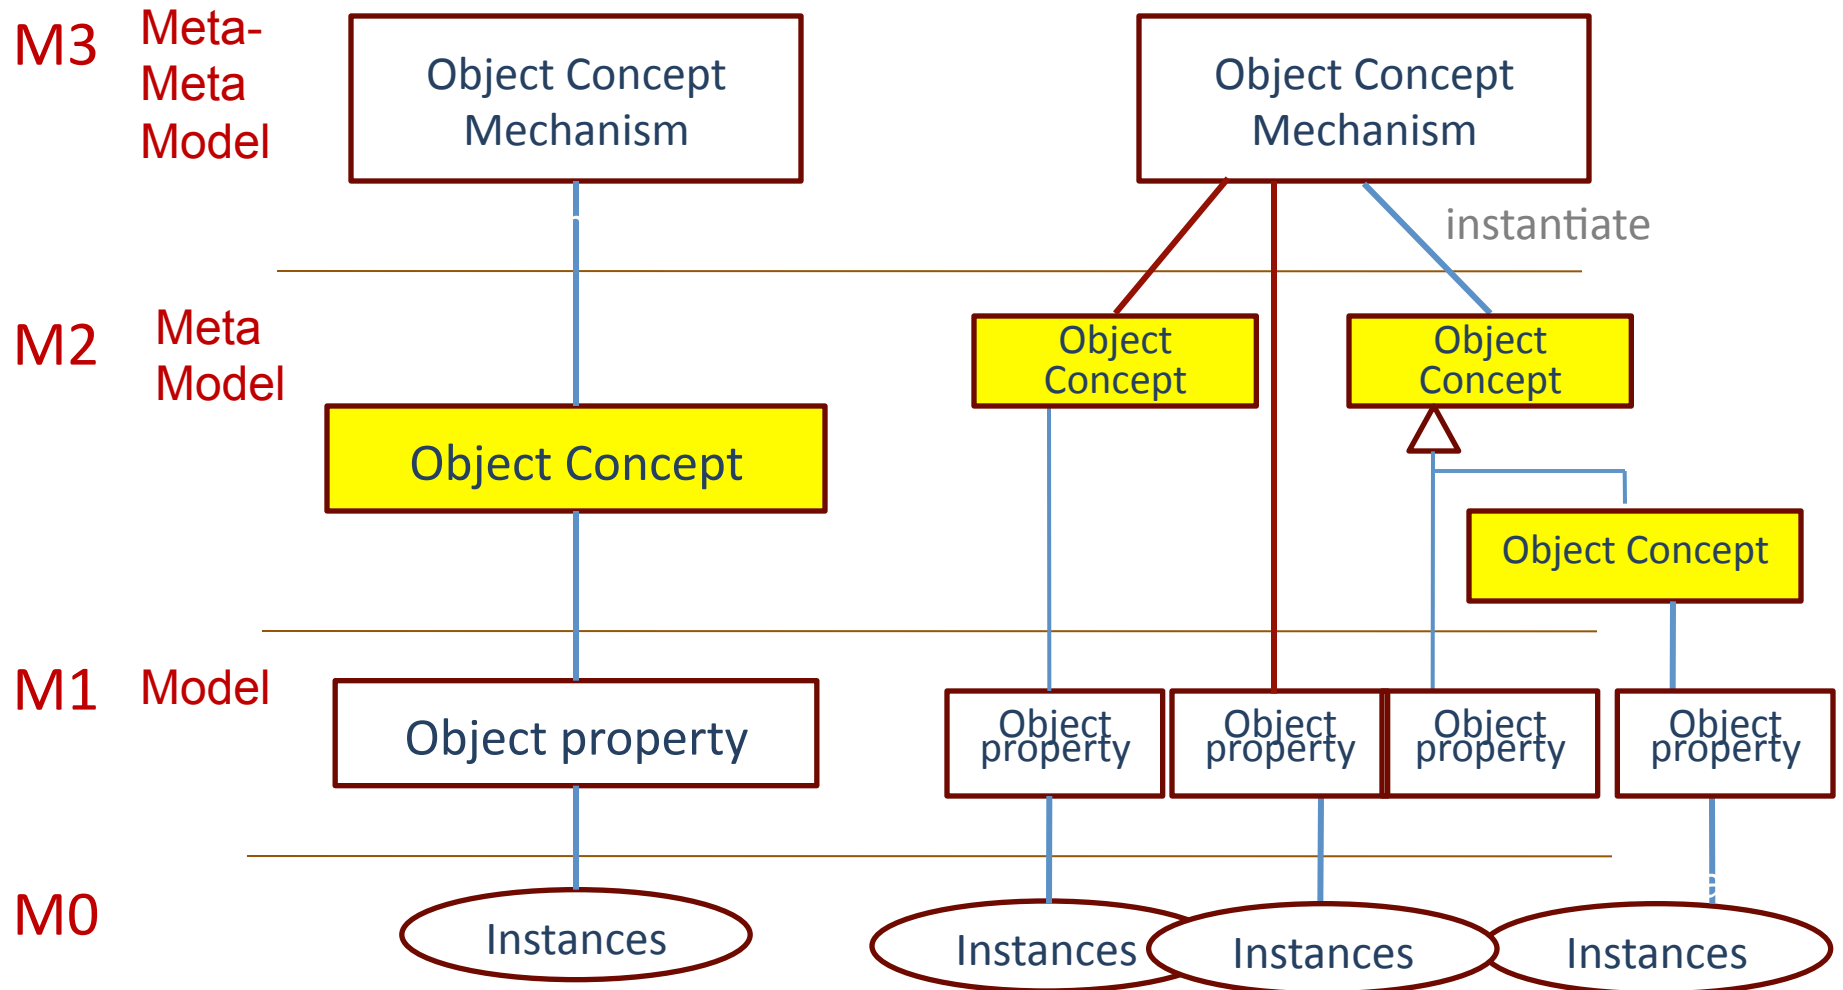 M3
Meta-
Meta
Model
Object Concept
Mechanism
Object Concept
Mechanism
instantiate
M2
Meta
Model
Object
Concept
Object
Concept
Object Concept
Object Concept
M1
Model
Object property
Object
property
Object
property
Object
property
Object
property
M0
Instances
Instances
Instances
Instances